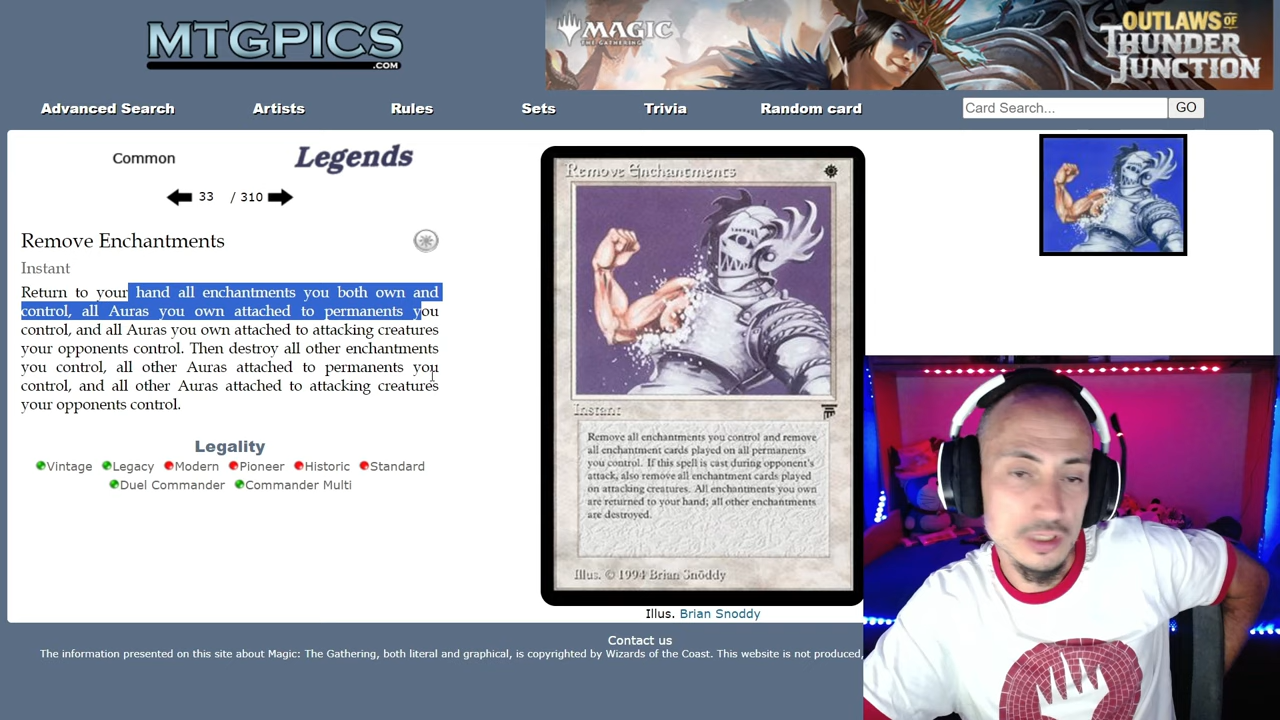 MTGPICS
.COM
MAGIC
THE GATHERING
OUTLAWS OF
THUNDER
JUNCTION
Advanced Search
Artists
Rules
Sets
Trivia
Random card
Card Search...
GO
Common
Legends
33 / 310
Remove Enchantments
Instant
Return to your hand all enchantments you both own and
control, all Auras you own attached to permanents you
control, and all Auras you own attached to attacking creatures
your opponents control. Then destroy all other enchantments
you control, all other Auras attached to permanents you
control, and all other Auras attached to attacking creatures
your opponents control.
Legality
Vintage Legacy Modern Pioneer Historic Standard
Duel Commander Commander Multi
Remove Enchantments
Instant
Remove all enchantments you control and remove
all enchantment cards played on all permanents
you control. If this spell is cast during opponent's
attack, also remove all enchantment cards played
on attacking creatures. All enchantments you own
are returned to your hand; all other enchantments
are destroyed.
Illus. © 1994 Brian Snōddy
Illus. Brian Snoddy
Contact us
The information presented on this site about Magic: The Gathering, both literal and graphical, is copyrighted by Wizards of the Coast. This website is not produced,